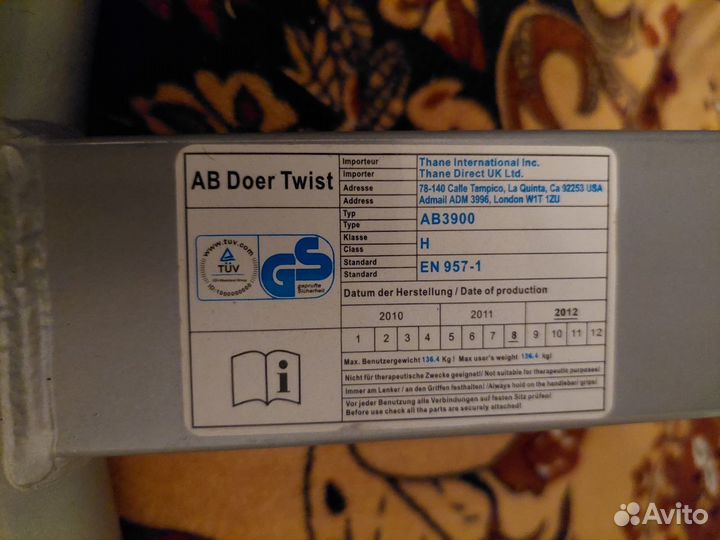 AB Doer Twist
www.tuv.com
TÜV
ID:1000000000
GS
geprüfte
Sicherheit
i
Importeur
Importer
Thane International Inc.
Thane Direct UK Ltd.
Adresse
Address
78-140 Calle Tampico, La Quinta, Ca 92253 USA
Admail ADM 3996, London W1T 1ZU
Typ
Type
AB3900
Klasse
Class
H
Standard
Standard
EN 957-1
Datum der Herstellung / Date of production
2010 2011 2012
1 2 3 4 5 6 7 8 9 10 11 12
Max. Benutzergewicht 136.4 Kg! Max user's weight 136.4 kg!
Nicht für therapeutische Zwecke geeignet!/ Not suitable for therapeutic purposes!
Immer am Lenker / an den Griffen festhalten! /Always hold on the handlebar/ grips!
Vor jeder Benutzung alle Verbindungen auf festen Sitz prüfen!
Before use check all the parts are securely attached!
Avito